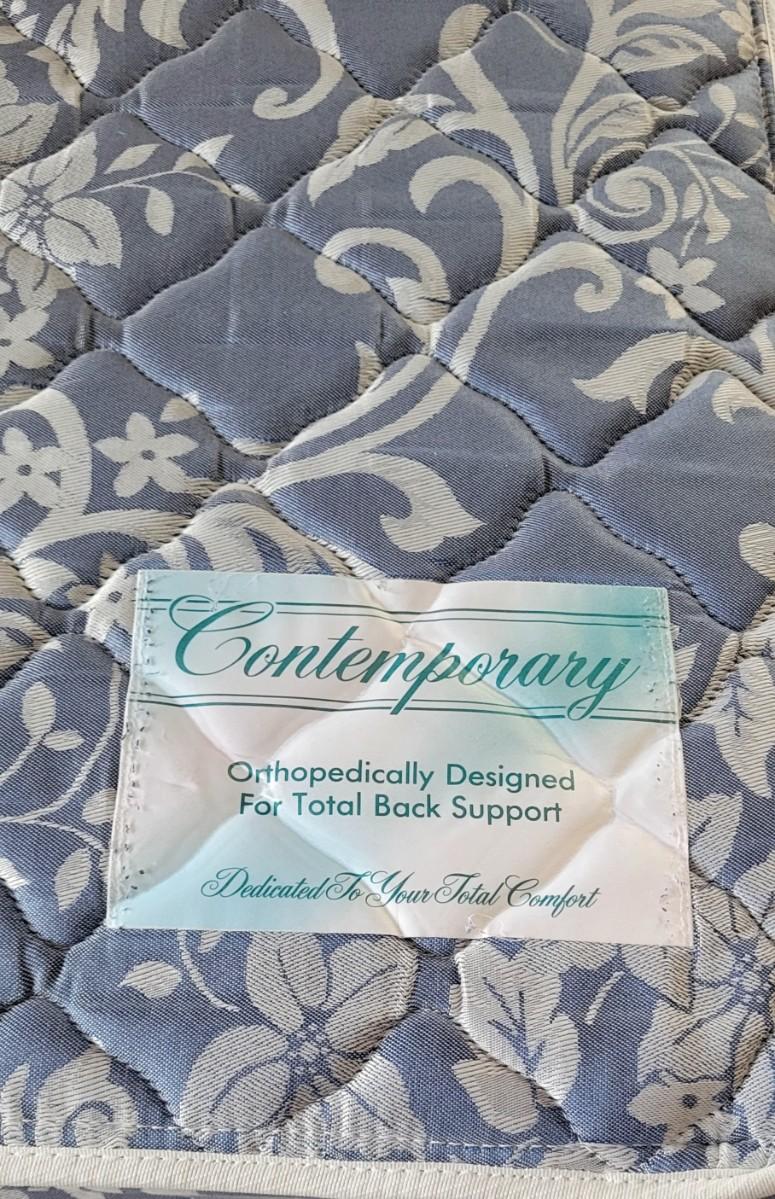 Contemporary
Orthopedically Designed
For Total Back Support
Dedicated To Your Total Comfort